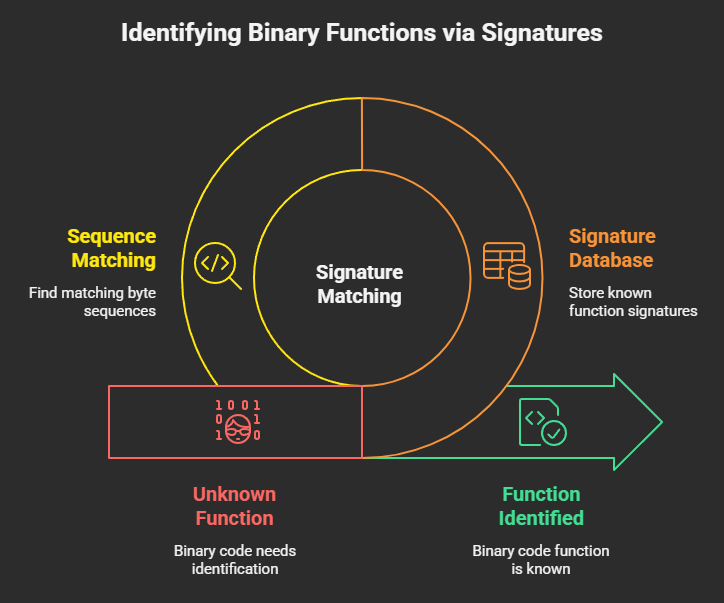 Identifying Binary Functions via Signatures
Sequence
Matching
Find matching byte
sequences
Signature
Matching
Signature
Database
Store known
function signatures
1 0 0 1
0 1
1 0
Unknown
Function
Binary code needs
identification
Function
Identified
Binary code function
is known